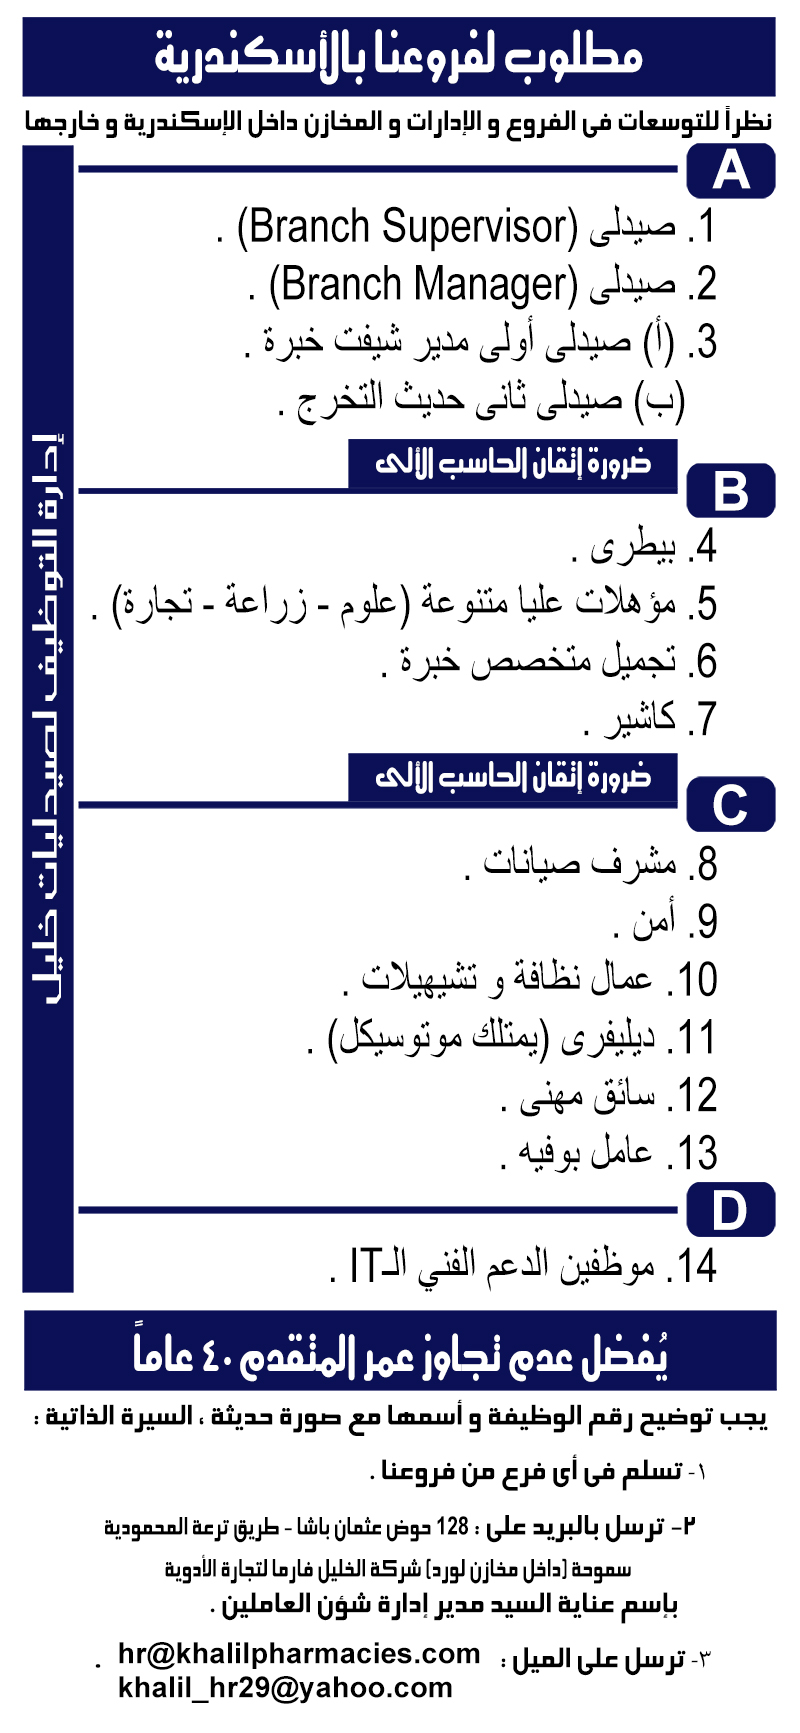 مطلوب لفروعنا بالأسكندرية
نظراً للتوسعات فى الفروع و الإدارات و المخازن داخل الإسكندرية و خارجها
إدارة التوظيف لصيدليات خليل
A
1. صيدلى (Branch Supervisor) .
2. صيدلى (Branch Manager) .
3. (أ) صيدلى أولى مدير شيفت خبرة .
(ب) صيدلى ثانى حديث التخرج .
ضرورة إتقان الحاسب الألى
B
4. بيطرى .
5. مؤهلات عليا متنوعة (علوم - زراعة - تجارة) .
6. تجميل متخصص خبرة .
7. كاشير .
ضرورة إتقان الحاسب الألى
C
8. مشرف صيانات .
9. أمن .
10. عمال نظافة و تشيهيلات .
11. ديليفرى (يمتلك موتوسيكل) .
12. سائق مهنى .
13. عامل بوفيه .
D
14. موظفين الدعم الفني الـIT .
يُفضل عدم تجاوز عمر المتقدم ٤٠ عاماً
يجب توضيح رقم الوظيفة و أسمها مع صورة حديثة ، السيرة الذاتية :
١- تسلم فى أى فرع من فروعنا .
٢- ترسل بالبريد على : 128 حوض عثمان باشا - طريق ترعة المحمودية
سموحة (داخل مخازن لورد) شركة الخليل فارما لتجارة الأدوية
بإسم عناية السيد مدير إدارة شؤن العاملين .
٣- ترسل على الميل : hr@khalilpharmacies.com .
khalil_hr29@yahoo.com